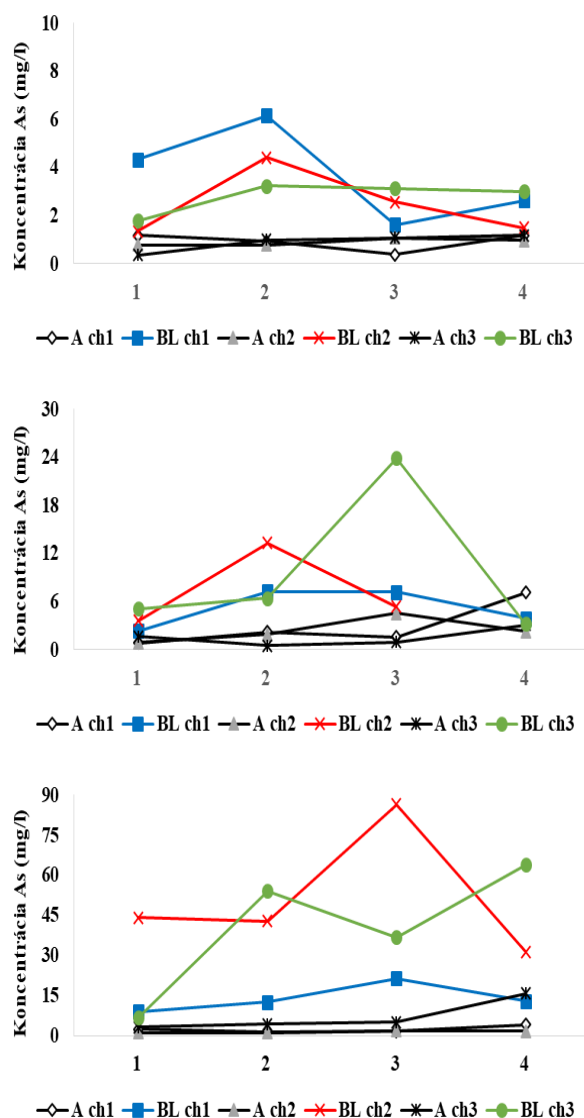 Koncentrácia As (mg/l)
10
8
6
4
2
0
1 2 3 4
A ch1 BL ch1 A ch2 BL ch2 A ch3 BL ch3
Koncentrácia As (mg/l)
30
24
18
12
6
0
1 2 3 4
A ch1 BL ch1 A ch2 BL ch2 A ch3 BL ch3
Koncentrácia As (mg/l)
90
75
60
45
30
15
0
1 2 3 4
A ch1 BL ch1 A ch2 BL ch2 A ch3 BL ch3